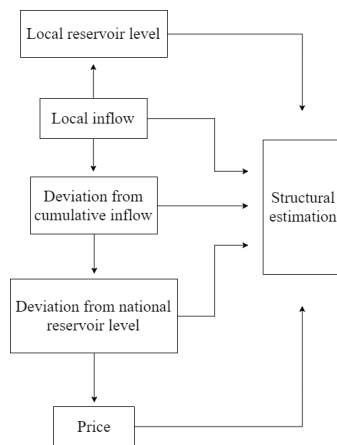 Local reservoir level
Local inflow
Deviation from
cumulative inflow
Structural
estimation
Deviation from national
reservoir level
Price